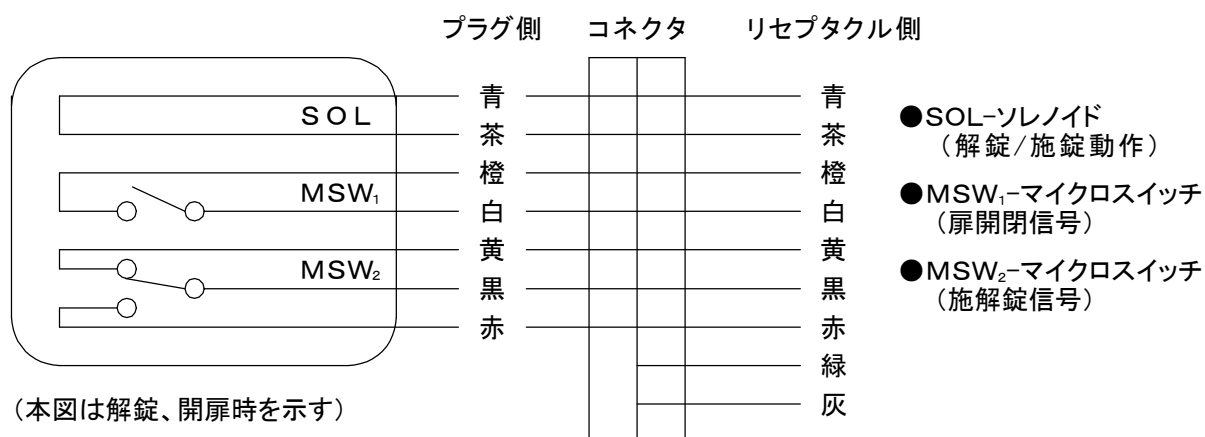 プラグ側 コネクタ リセプタクル側
青 青
SOL
茶 茶
橙 橙
MSW₁
白 白
黄 黄
MSW₂
黒 黒
赤 赤
緑
灰
●SOL-ソレノイド
(解錠/施錠動作)
●MSW₁-マイクロスイッチ
(扉開閉信号)
●MSW₂-マイクロスイッチ
(施解錠信号)
(本図は解錠、開扉時を示す)